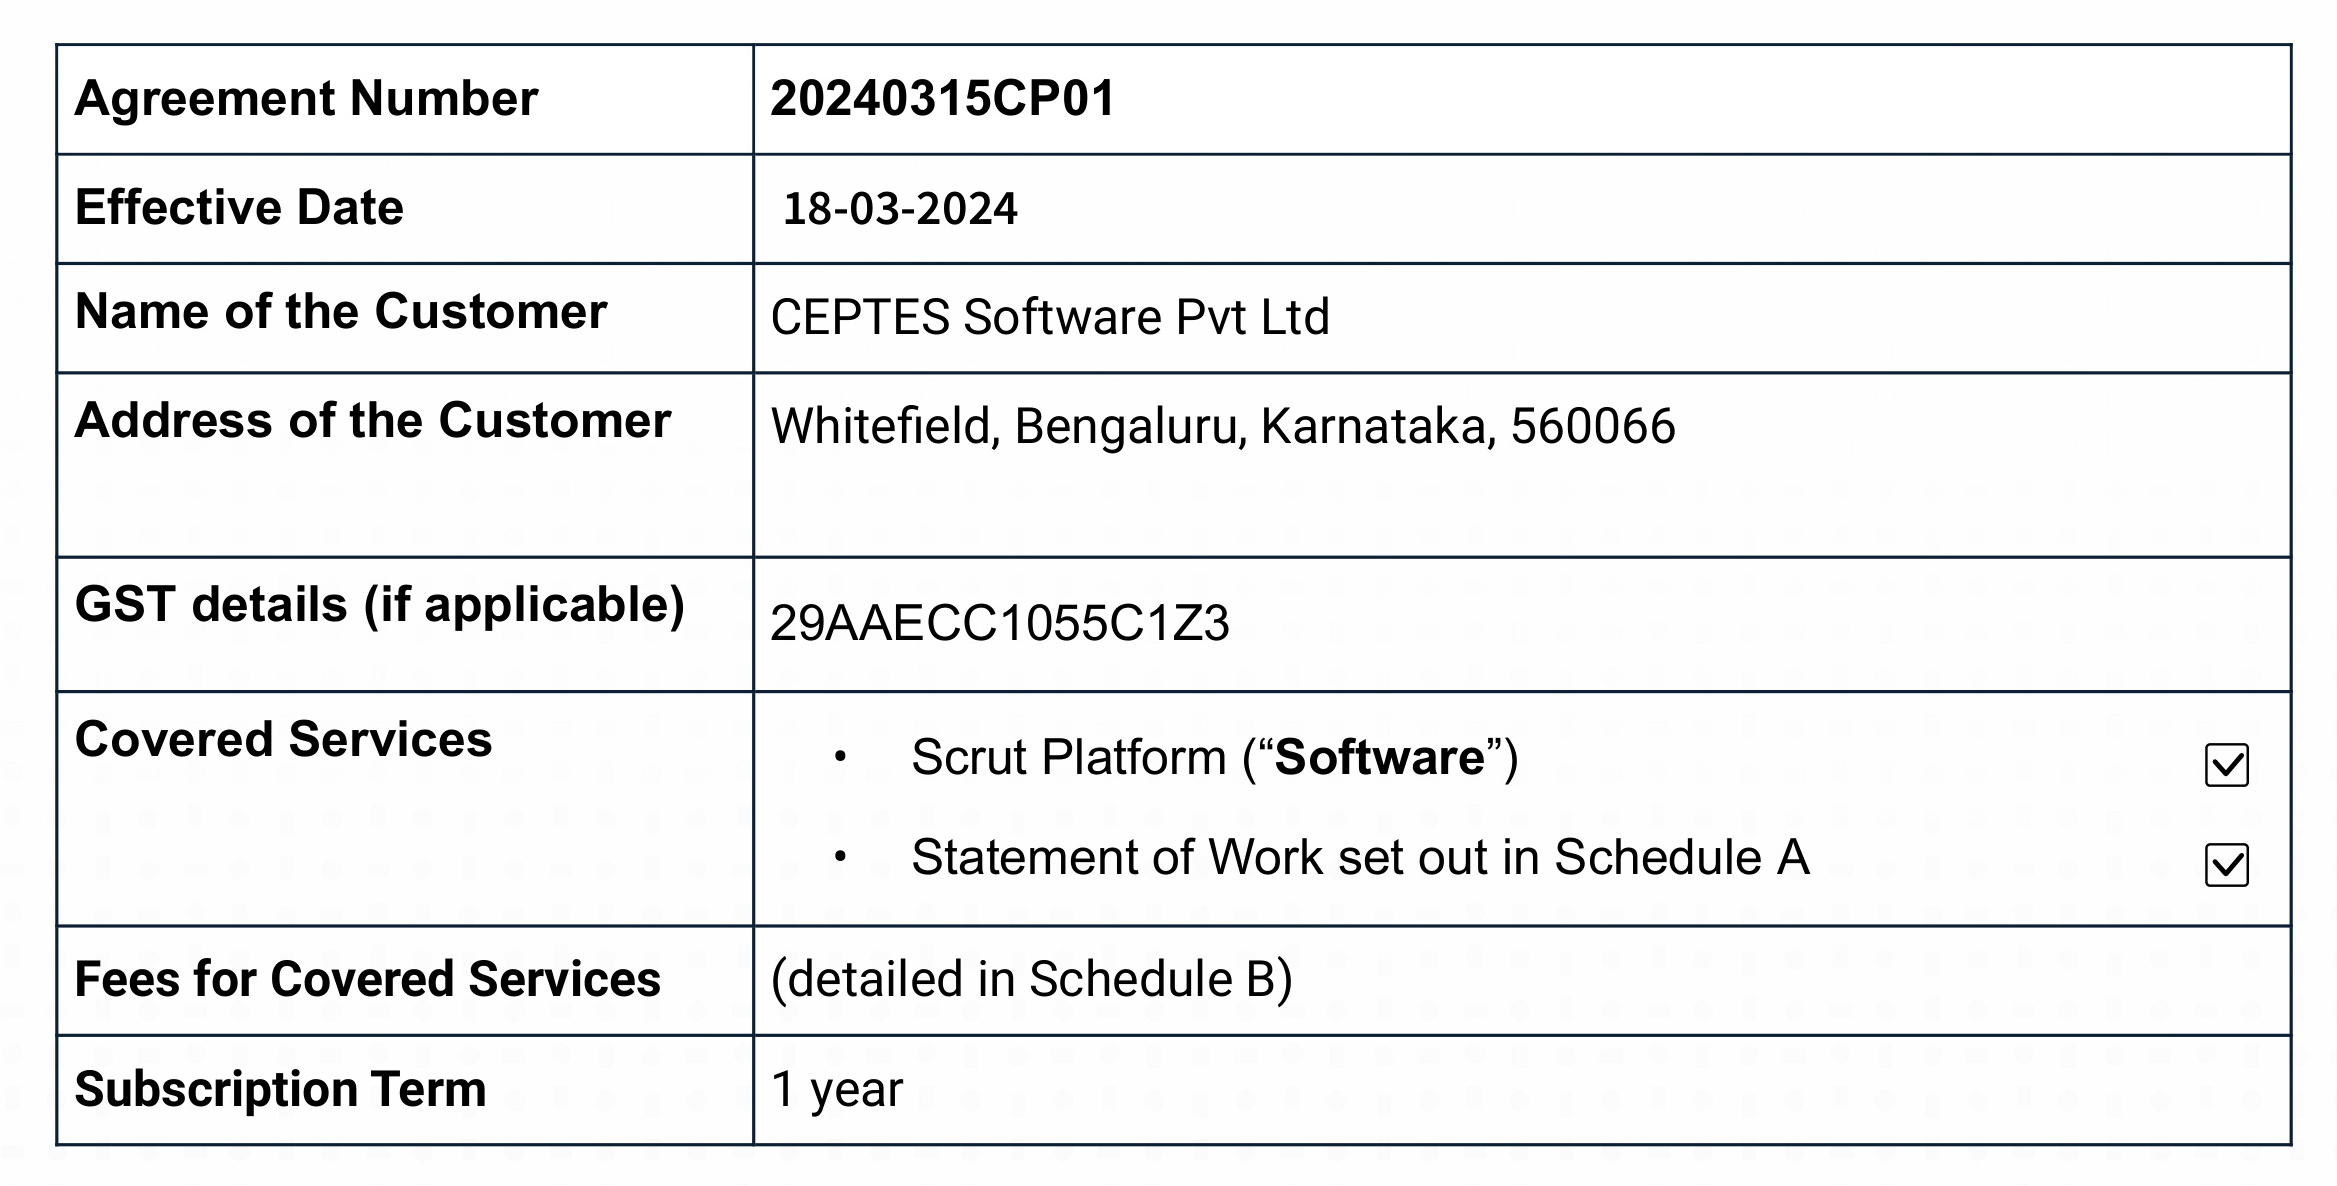 Agreement Number
20240315CP01
Effective Date
18-03-2024
Name of the Customer
CEPTES Software Pvt Ltd
Address of the Customer
Whitefield, Bengaluru, Karnataka, 560066
GST details (if applicable)
29AAECC1055C1Z3
Covered Services
• Scrut Platform (“Software”) ☑
• Statement of Work set out in Schedule A ☑
Fees for Covered Services
(detailed in Schedule B)
Subscription Term
1 year